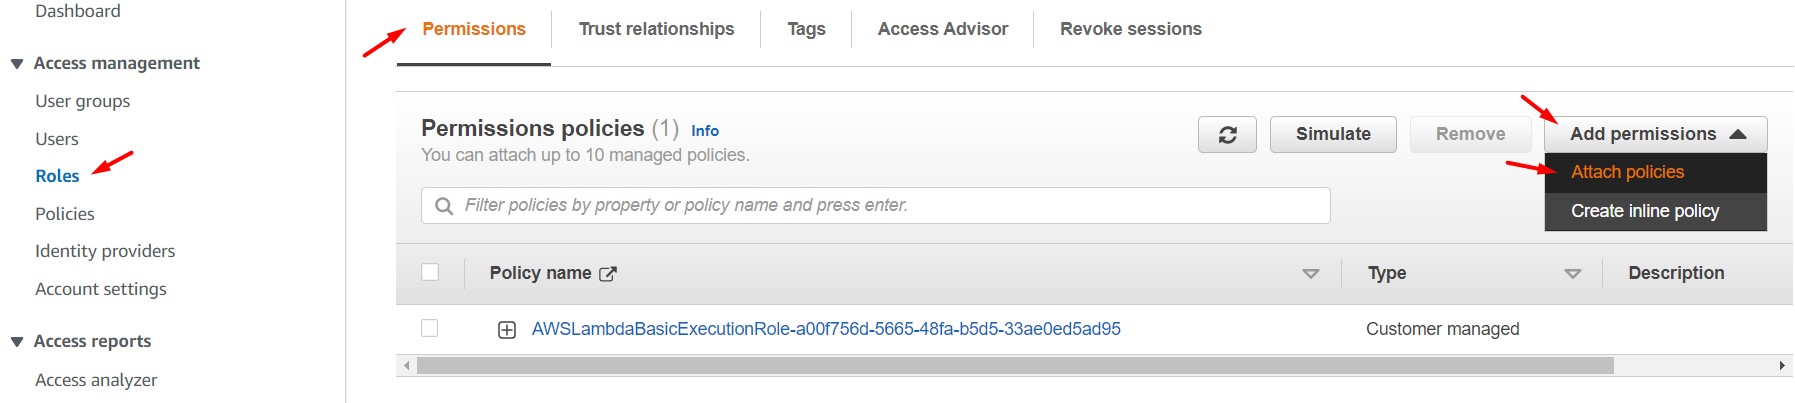 Dashboard
Access management
User groups
Users
Roles
Policies
Identity providers
Account settings
Access reports
Access analyzer
Permissions
Trust relationships
Tags
Access Advisor
Revoke sessions
Permissions policies (1) Info
You can attach up to 10 managed policies.
Simulate
Remove
Add permissions
Attach policies
Create inline policy
Filter policies by property or policy name and press enter.
Policy name
Type
Description
AWSLambdaBasicExecutionRole-a00f756d-5665-48fa-b5d5-33ae0ed5ad95
Customer managed